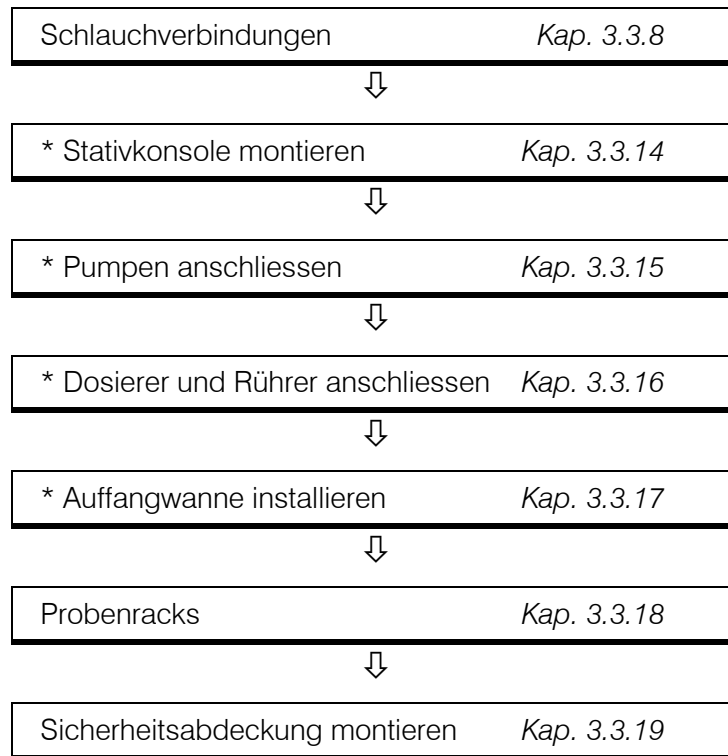 Schlauchverbindungen Kap. 3.3.8
⇩
* Stativkonsole montieren Kap. 3.3.14
⇩
* Pumpen anschliessen Kap. 3.3.15
⇩
* Dosierer und Rührer anschliessen Kap. 3.3.16
⇩
* Auffangwanne installieren Kap. 3.3.17
⇩
Probenracks Kap. 3.3.18
⇩
Sicherheitsabdeckung montieren Kap. 3.3.19